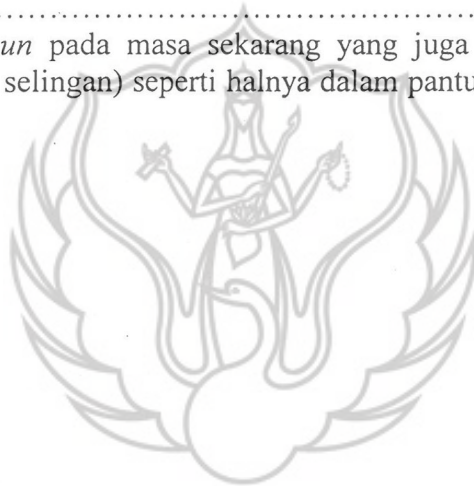 ................................................................
un pada masa sekarang yang juga
selingan) seperti halnya dalam pantu